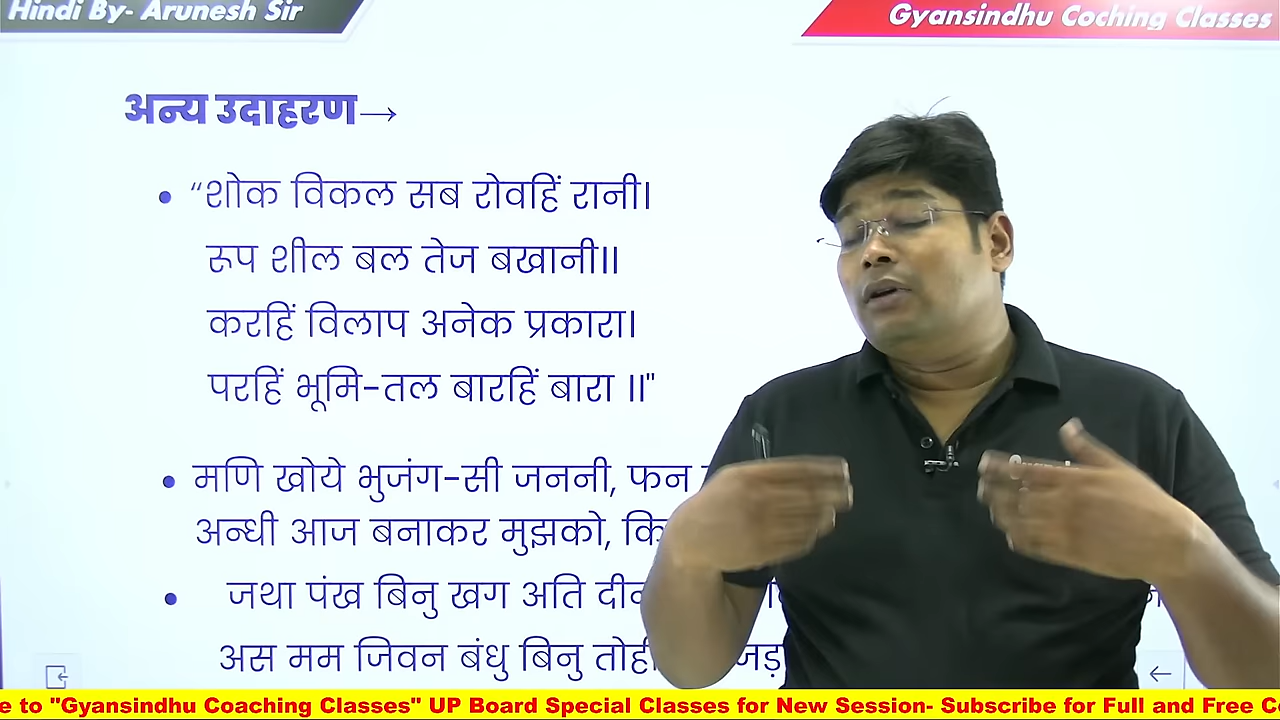 Hindi By- Arunesh Sir
Gyansindhu Coching Classes
अन्य उदाहरण→
• “शोक विकल सब रोवहिं रानी।
रूप शील बल तेज बखानी।।
करहिं विलाप अनेक प्रकारा।
परहिं भूमि-तल बारहिं बारा ।।"
• मणि खोये भुजंग-सी जननी, फन
अन्धी आज बनाकर मुझको,
• जथा पंख बिनु खग अति
अस मम जिवन बंधु बिनु
e to "Gyansindhu Coaching Classes" UP Board Special Classes for New Session- Subscribe for Full and Free